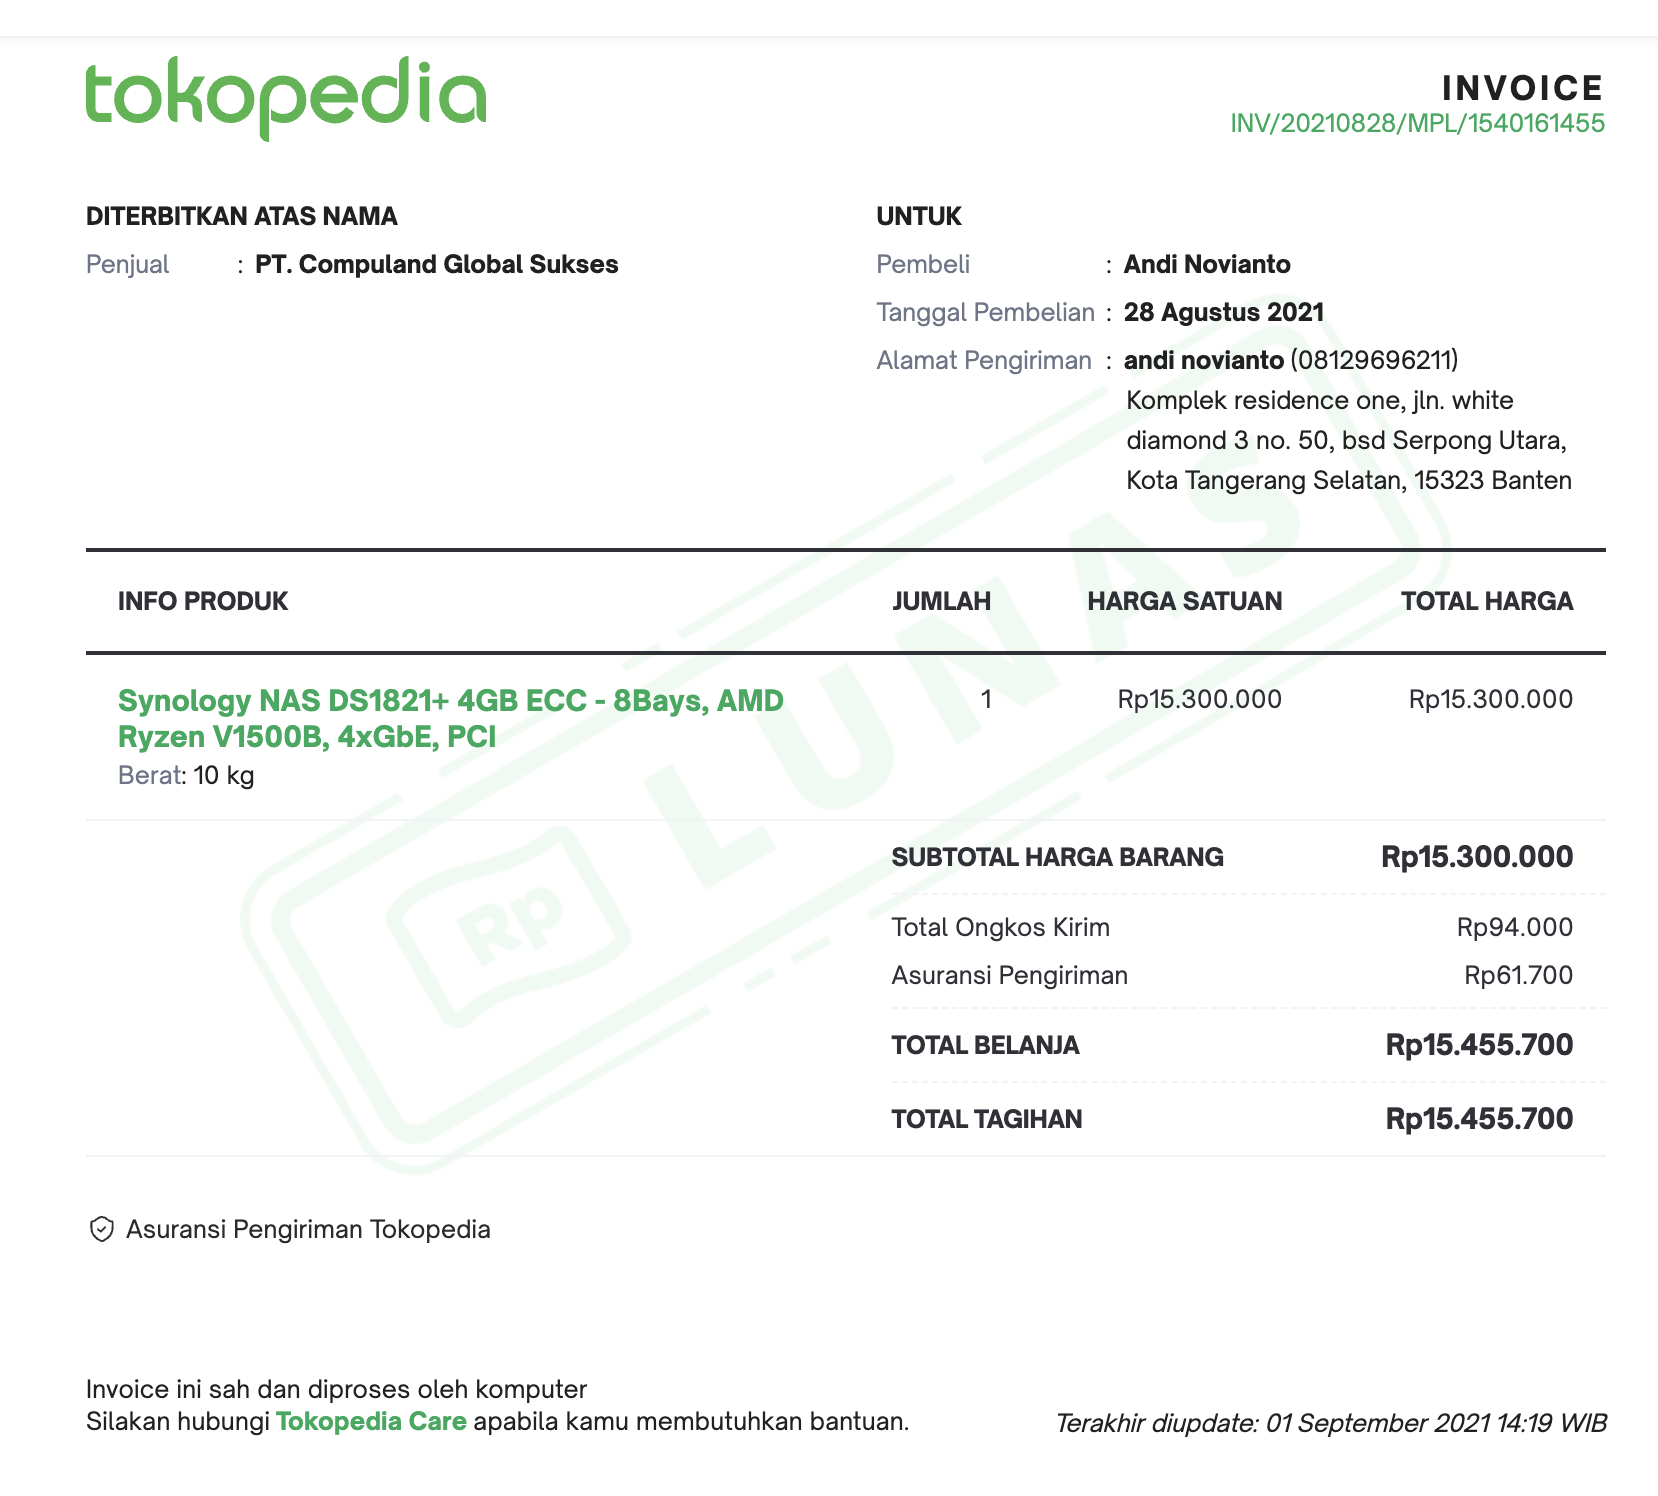 tokopedia
INVOICE
INV/20210828/MPL/1540161455
DITERBITKAN ATAS NAMA
Penjual : PT. Compuland Global Sukses
UNTUK
Pembeli : Andi Novianto
Tanggal Pembelian : 28 Agustus 2021
Alamat Pengiriman : andi novianto (08129696211)
Komplek residence one, jln. white
diamond 3 no. 50, bsd Serpong Utara,
Kota Tangerang Selatan, 15323 Banten
INFO PRODUK JUMLAH HARGA SATUAN TOTAL HARGA
Synology NAS DS1821+ 4GB ECC - 8Bays, AMD 1 Rp15.300.000 Rp15.300.000
Ryzen V1500B, 4xGbE, PCI
Berat: 10 kg
SUBTOTAL HARGA BARANG Rp15.300.000
Total Ongkos Kirim Rp94.000
Asuransi Pengiriman Rp61.700
TOTAL BELANJA Rp15.455.700
TOTAL TAGIHAN Rp15.455.700
Rp LUNAS
Asuransi Pengiriman Tokopedia
Invoice ini sah dan diproses oleh komputer
Silakan hubungi Tokopedia Care apabila kamu membutuhkan bantuan.
Terakhir diupdate: 01 September 2021 14:19 WIB